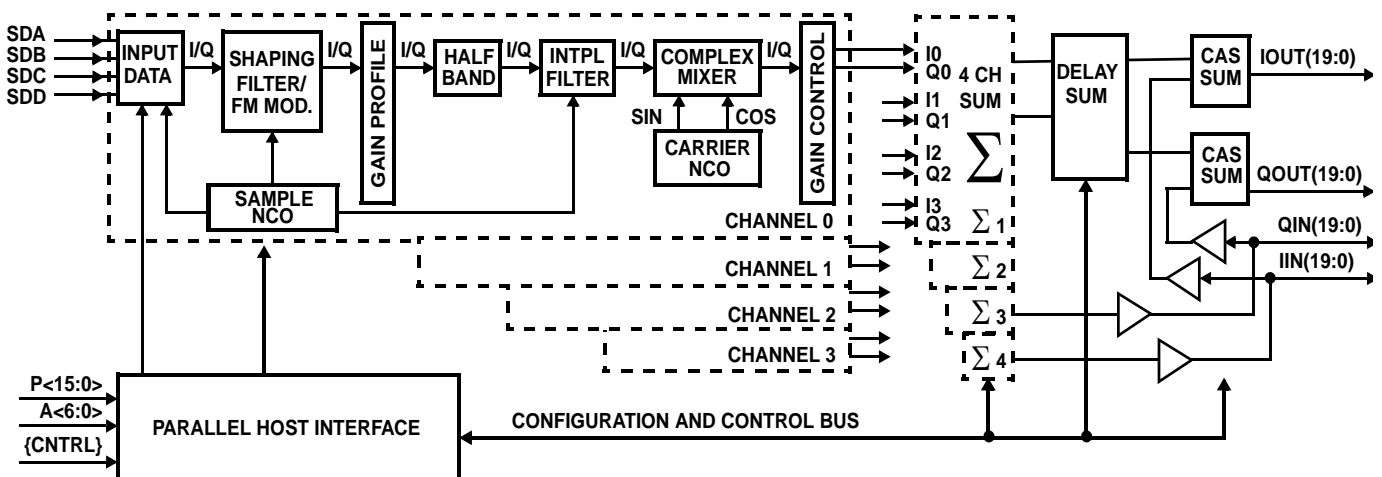 SDA
SDB
SDC
SDD
INPUT
DATA
I/Q
SHAPING
FILTER/
FM MOD.
I/Q
GAIN PROFILE
I/Q
HALF
BAND
I/Q
INTPL
FILTER
I/Q
COMPLEX
MIXER
I/Q
GAIN CONTROL
SIN
COS
CARRIER
NCO
SAMPLE
NCO
CHANNEL 0
CHANNEL 1
CHANNEL 2
CHANNEL 3
I0
Q0
4 CH
SUM
I1
Q1
Σ
I2
Q2
I3
Q3
Σ 1
Σ 2
Σ 3
Σ 4
DELAY
SUM
CAS
SUM
IOUT(19:0)
CAS
SUM
QOUT(19:0)
QIN(19:0)
IIN(19:0)
P<15:0>
A<6:0>
{CNTRL}
PARALLEL HOST INTERFACE
CONFIGURATION AND CONTROL BUS